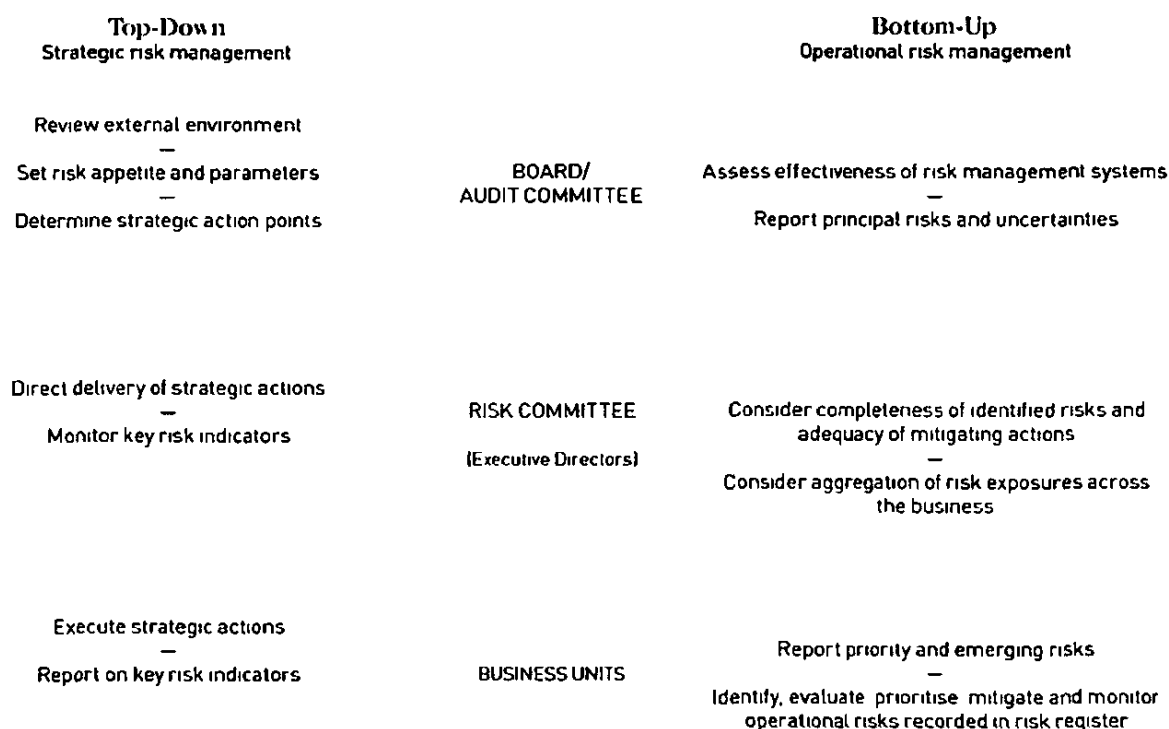 Top-Down
Strategic risk management
Bottom-Up
Operational risk management
Review external environment
—
Set risk appetite and parameters
—
Determine strategic action points
BOARD/
AUDIT COMMITTEE
Assess effectiveness of risk management systems
—
Report principal risks and uncertainties
Direct delivery of strategic actions
—
Monitor key risk indicators
RISK COMMITTEE
(Executive Directors)
Consider completeness of identified risks and
adequacy of mitigating actions
—
Consider aggregation of risk exposures across
the business
Execute strategic actions
—
Report on key risk indicators
BUSINESS UNITS
Report priority and emerging risks
—
Identify, evaluate prioritise mitigate and monitor
operational risks recorded in risk register